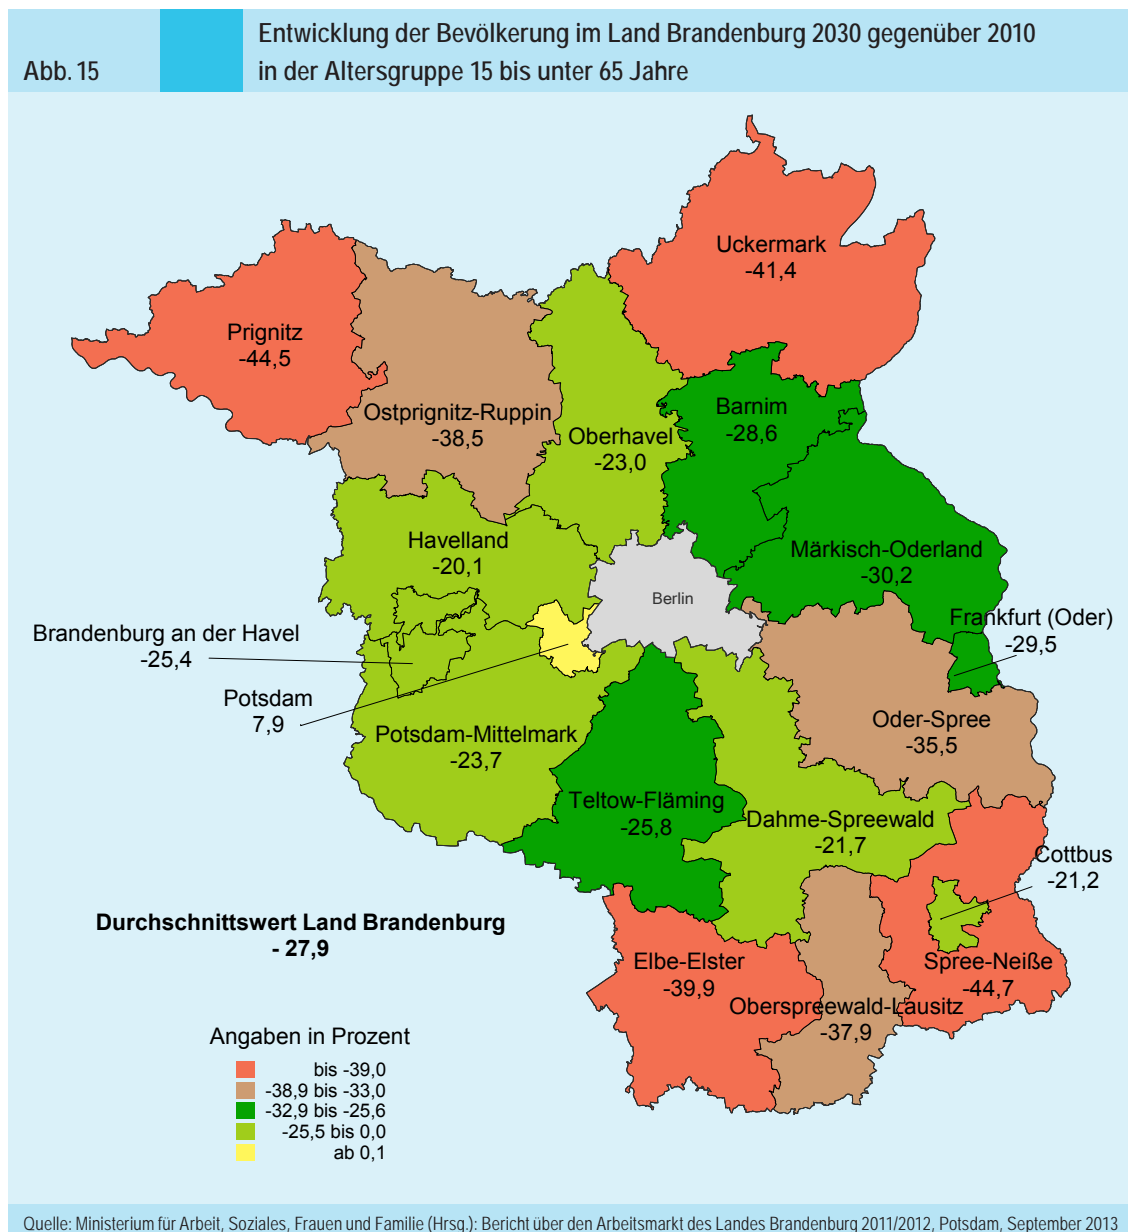 Abb. 15
Entwicklung der Bevölkerung im Land Brandenburg 2030 gegenüber 2010
in der Altersgruppe 15 bis unter 65 Jahre
Uckermark
-41,4
Prignitz
-44,5
Ostprignitz-Ruppin
-38,5
Oberhavel
-23,0
Barnim
-28,6
Havelland
-20,1
Märkisch-Oderland
-30,2
Berlin
Frankfurt (Oder)
-29,5
Brandenburg an der Havel
-25,4
Potsdam
7,9
Potsdam-Mittelmark
-23,7
Oder-Spree
-35,5
Teltow-Fläming
-25,8
Dahme-Spreewald
-21,7
Cottbus
-21,2
Durchschnittswert Land Brandenburg
- 27,9
Elbe-Elster
-39,9
Spree-Neiße
-44,7
Oberspreewald-Lausitz
-37,9
Angaben in Prozent
bis -39,0
-38,9 bis -33,0
-32,9 bis -25,6
-25,5 bis 0,0
ab 0,1
Quelle: Ministerium für Arbeit, Soziales, Frauen und Familie (Hrsg.): Bericht über den Arbeitsmarkt des Landes Brandenburg 2011/2012, Potsdam, September 2013